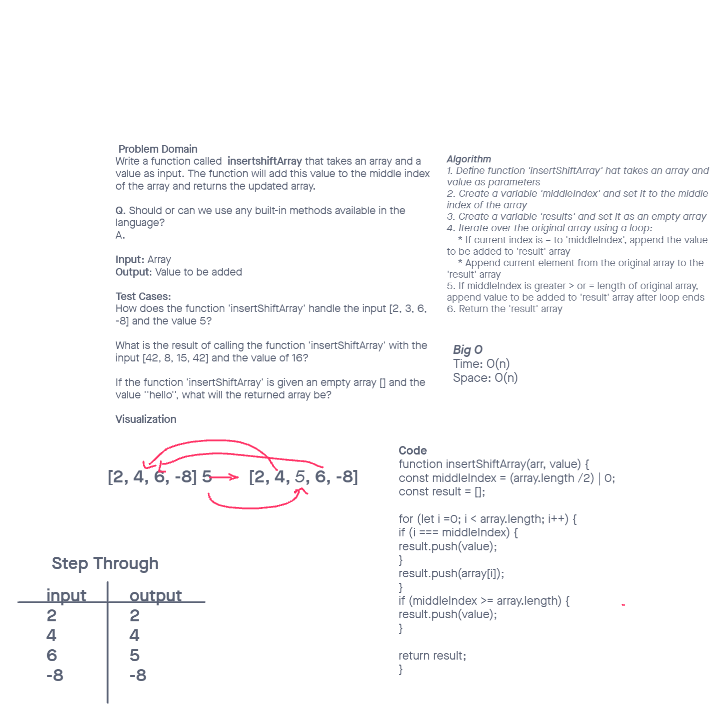 Problem Domain
Write a function called insertshiftArray that takes an array and a
value as input. The function will add this value to the middle index
of the array and returns the updated array.
Q. Should or can we use any built-in methods available in the
language?
A.
Input: Array
Output: Value to be added
Test Cases:
How does the function 'insertShiftArray' handle the input [2, 3, 6,
-8] and the value 5?
What is the result of calling the function 'insertShiftArray' with the
input [42, 8, 15, 42] and the value of 16?
If the function 'insertShiftArray' is given an empty array [] and the
value "hello", what will the returned array be?
Visualization
[2, 4, 6, -8] 5 [2, 4, 5, 6, -8]
Step Through
input output
2 2
4 4
6 5
-8 -8
Algorithm
1. Define function 'insertShiftArray' hat takes an array and
value as parameters
2. Create a variable 'middleIndex' and set it to the middle
index of the array
3. Create a variable 'results' and set it as an empty array
4. Iterate over the original array using a loop:
* If current index is = to 'middleIndex', append the value
to be added to 'result' array
* Append current element from the original array to the
'result' array
5. If middleIndex is greater > or = length of original array,
append value to be added to 'result' array after loop ends
6. Return the 'result' array
Big O
Time: O(n)
Space: O(n)
Code
function insertShiftArray(arr, value) {
const middleIndex = (array.length /2) | 0;
const result = [];
for (let i =0; i < array.length; i++) {
if (i === middleIndex) {
result.push(value);
}
result.push(array[i]);
}
if (middleIndex >= array.length) {
result.push(value);
}
return result;
}